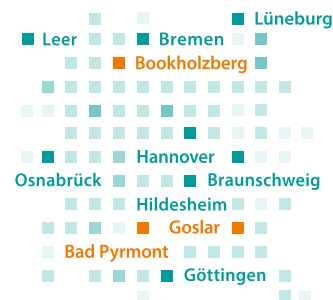 Lüneburg
Leer
Bremen
Bookholzberg
Hannover
Osnabrück
Braunschweig
Hildesheim
Goslar
Bad Pyrmont
Göttingen